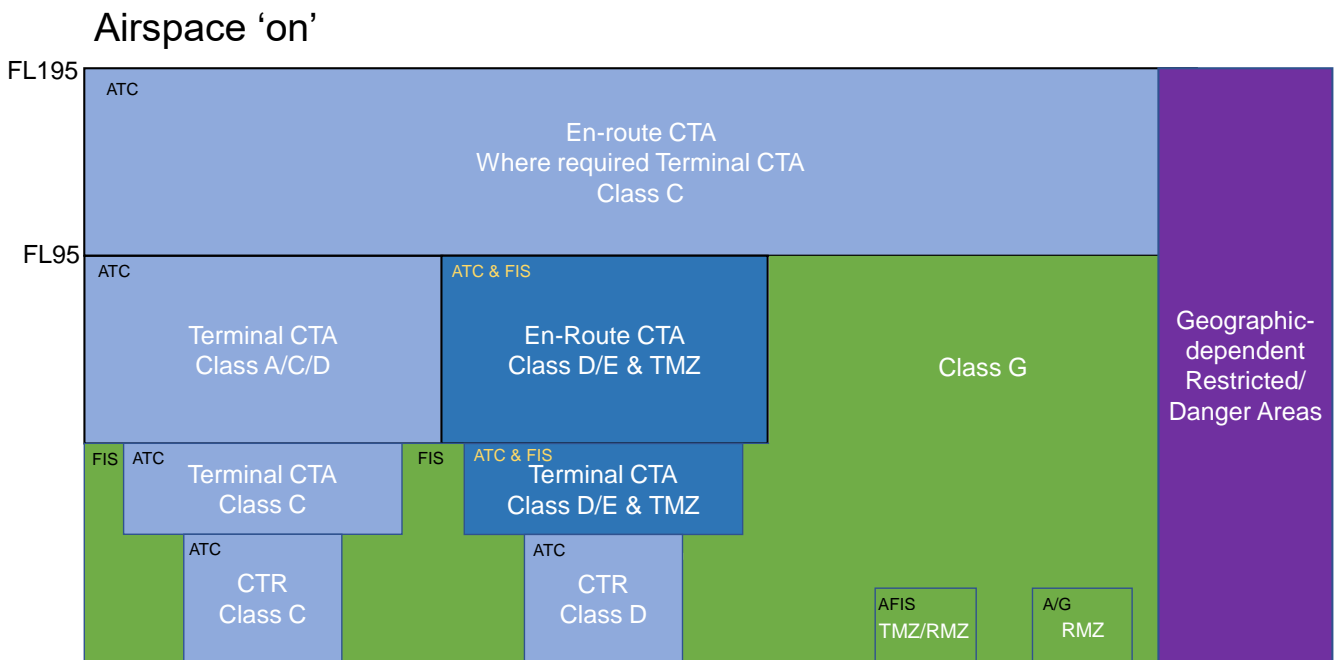 Airspace ‘on’
FL195
ATC
En-route CTA
Where required Terminal CTA
Class C
FL95
ATC
Terminal CTA
Class A/C/D
ATC & FIS
En-Route CTA
Class D/E & TMZ
Class G
Geographic-
dependent
Restricted/
Danger Areas
FIS
ATC
Terminal CTA
Class C
FIS
ATC & FIS
Terminal CTA
Class D/E & TMZ
ATC
CTR
Class C
ATC
CTR
Class D
AFIS
TMZ/RMZ
A/G
RMZ